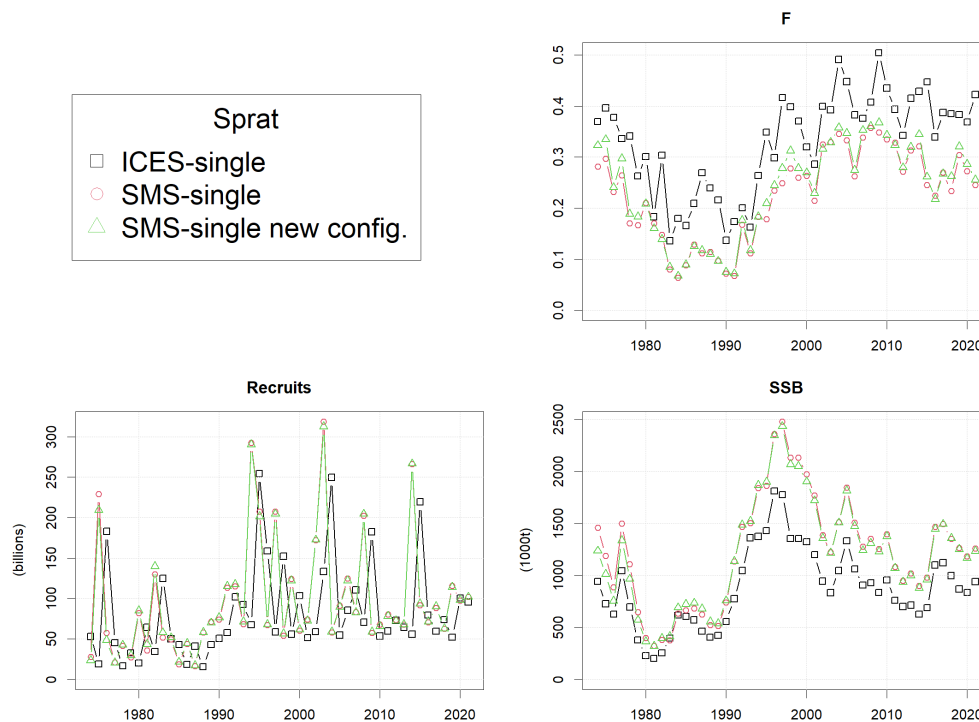 F
Sprat
ICES-single
SMS-single
SMS-single new config.
0.0 0.1 0.2 0.3 0.4 0.5
1980 1990 2000 2010 2020
Recruits
(billions)
0 50 100 150 200 250 300
1980 1990 2000 2010 2020
SSB
(1000t)
0 500 1000 1500 2000 2500
1980 1990 2000 2010 2020